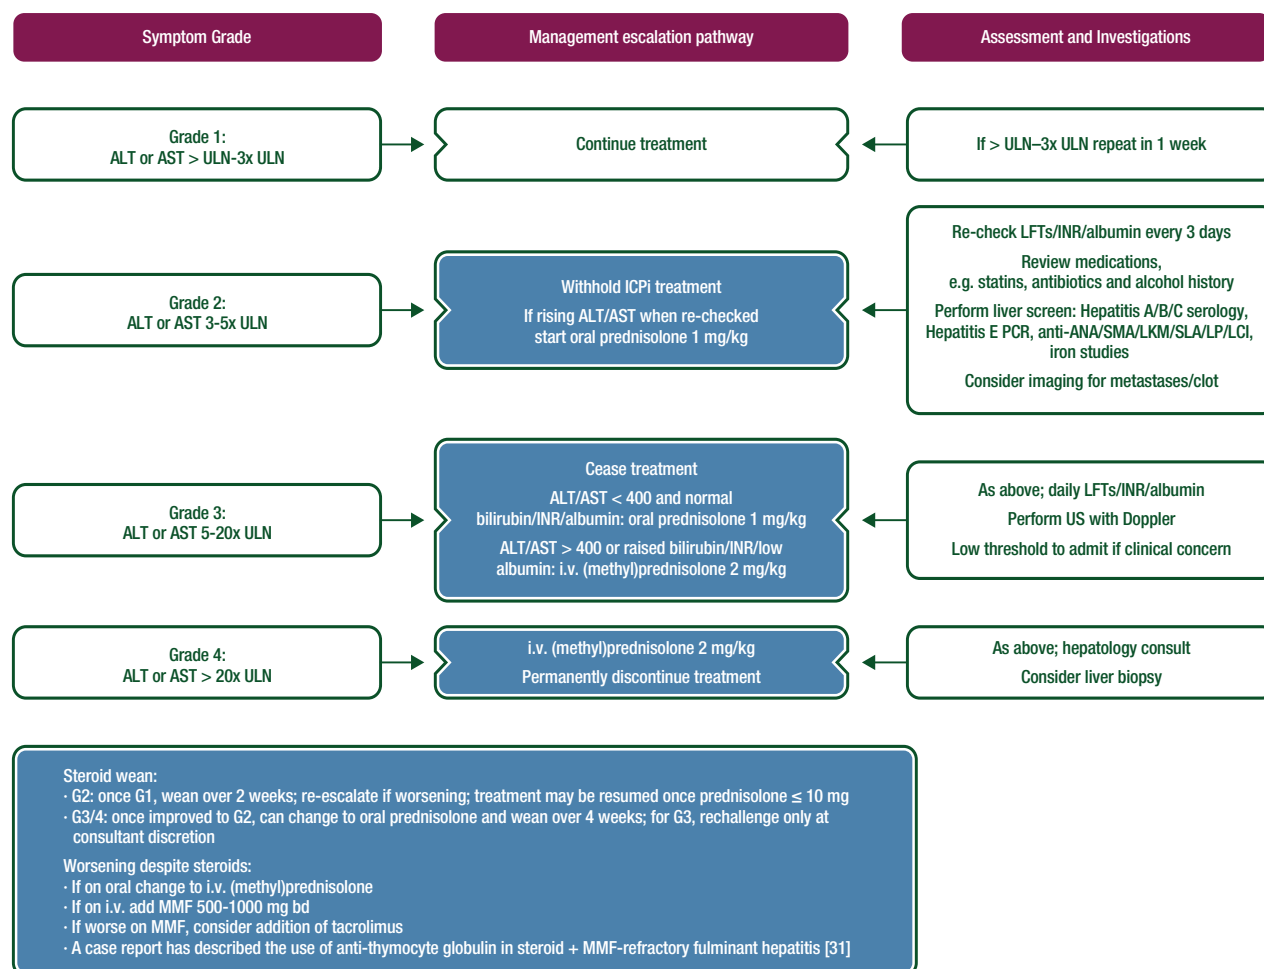 Symptom Grade
Management escalation pathway
Assessment and Investigations
Grade 1:
ALT or AST > ULN-3x ULN
Continue treatment
If > ULN–3x ULN repeat in 1 week
Grade 2:
ALT or AST 3-5x ULN
Withhold ICPi treatment
If rising ALT/AST when re-checked
start oral prednisolone 1 mg/kg
Re-check LFTs/INR/albumin every 3 days
Review medications,
e.g. statins, antibiotics and alcohol history
Perform liver screen: Hepatitis A/B/C serology,
Hepatitis E PCR, anti-ANA/SMA/LKM/SLA/LP/LCI,
iron studies
Consider imaging for metastases/clot
Grade 3:
ALT or AST 5-20x ULN
Cease treatment
ALT/AST < 400 and normal
bilirubin/INR/albumin: oral prednisolone 1 mg/kg
ALT/AST > 400 or raised bilirubin/INR/low
albumin: i.v. (methyl)prednisolone 2 mg/kg
As above; daily LFTs/INR/albumin
Perform US with Doppler
Low threshold to admit if clinical concern
Grade 4:
ALT or AST > 20x ULN
i.v. (methyl)prednisolone 2 mg/kg
Permanently discontinue treatment
As above; hepatology consult
Consider liver biopsy
Steroid wean:
· G2: once G1, wean over 2 weeks; re-escalate if worsening; treatment may be resumed once prednisolone ≤ 10 mg
· G3/4: once improved to G2, can change to oral prednisolone and wean over 4 weeks; for G3, rechallenge only at
consultant discretion
Worsening despite steroids:
· If on oral change to i.v. (methyl)prednisolone
· If on i.v. add MMF 500-1000 mg bd
· If worse on MMF, consider addition of tacrolimus
· A case report has described the use of anti-thymocyte globulin in steroid + MMF-refractory fulminant hepatitis [31]